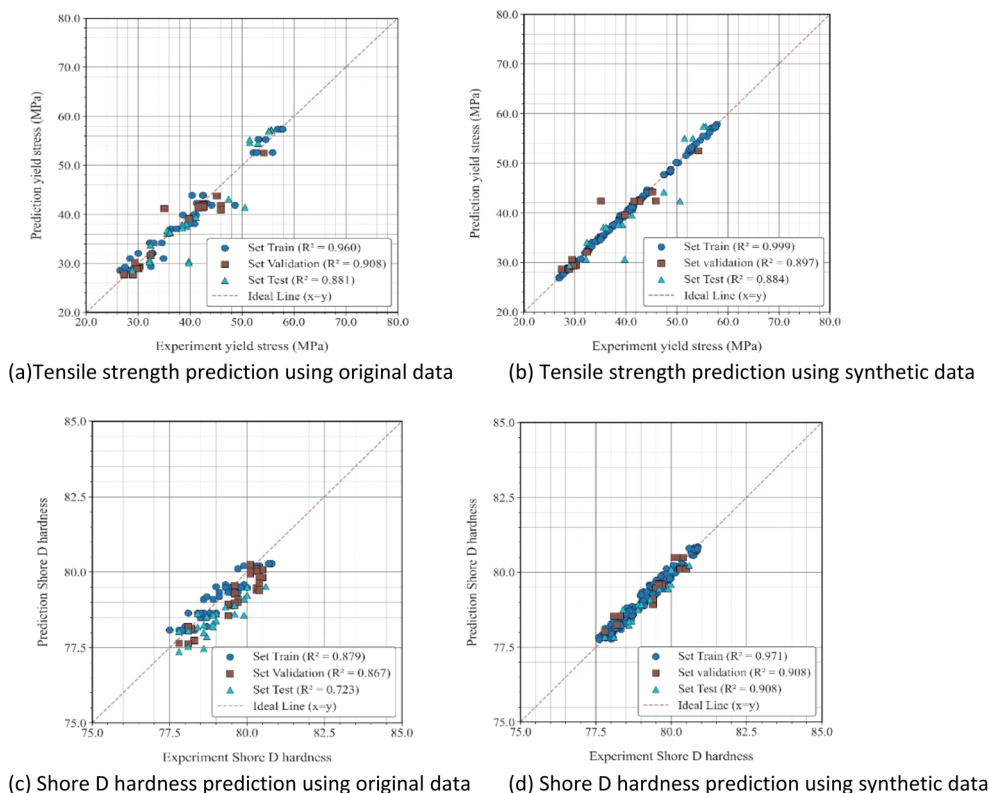 80.0
70.0
60.0
50.0
40.0
30.0
20.0
Prediction yield stress (MPa)
Set Train (R² = 0.960)
Set Validation (R² = 0.908)
Set Test (R² = 0.881)
Ideal Line (x=y)
20.0 30.0 40.0 50.0 60.0 70.0 80.0
Experiment yield stress (MPa)
(a)Tensile strength prediction using original data
80.0
70.0
60.0
50.0
40.0
30.0
20.0
Prediction yield stress (MPa)
Set Train (R² = 0.999)
Set validation (R² = 0.897)
Set Test (R² = 0.884)
Ideal Line (x=y)
20.0 30.0 40.0 50.0 60.0 70.0 80.0
Experiment yield stress (MPa)
(b) Tensile strength prediction using synthetic data
85.0
82.5
80.0
77.5
75.0
Prediction Shore D hardness
Set Train (R² = 0.879)
Set Validation (R² = 0.867)
Set Test (R² = 0.723)
Ideal Line (x=y)
75.0 77.5 80.0 82.5 85.0
Experiment Shore D hardness
(c) Shore D hardness prediction using original data
85.0
82.5
80.0
77.5
75.0
Prediction Shore D hardness
Set Train (R² = 0.971)
Set validation (R² = 0.908)
Set Test (R² = 0.908)
Ideal Line (x=y)
75.0 77.5 80.0 82.5 85.0
Experiment Shore D hardness
(d) Shore D hardness prediction using synthetic data